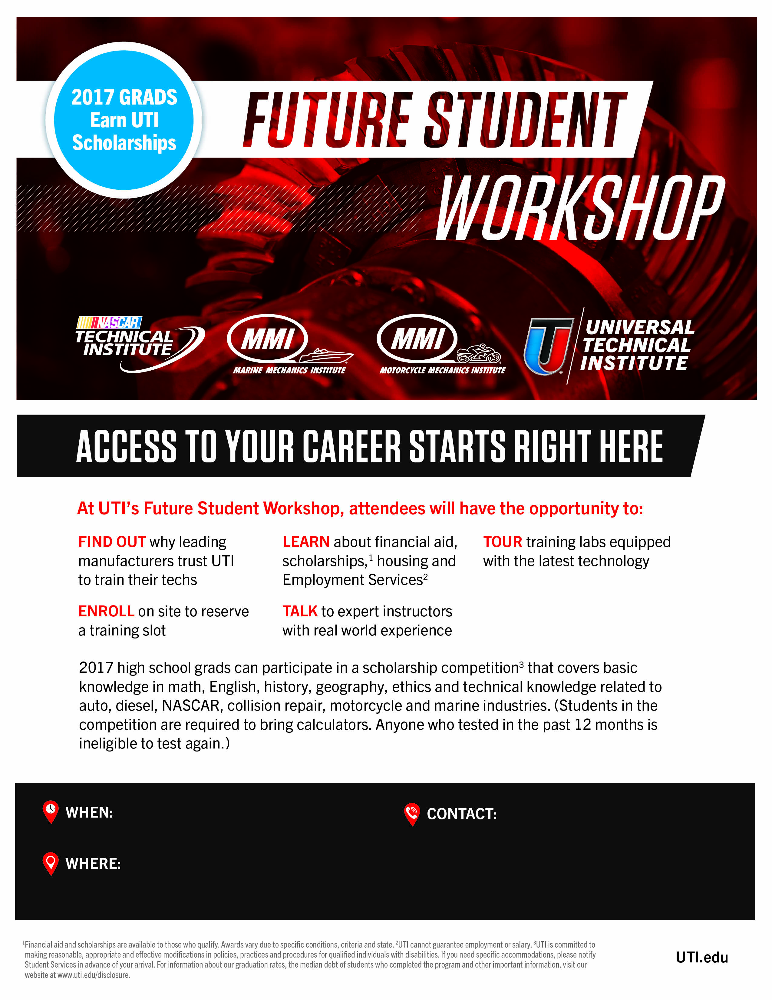 2017 GRADS
Earn UTI
Scholarships
FUTURE STUDENT
WORKSHOP
NASCAR
TECHNICAL
INSTITUTE
MMI
MARINE MECHANICS INSTITUTE
MMI
MOTORCYCLE MECHANICS INSTITUTE
UNIVERSAL
TECHNICAL
INSTITUTE
ACCESS TO YOUR CAREER STARTS RIGHT HERE
At UTI’s Future Student Workshop, attendees will have the opportunity to:
FIND OUT why leading
manufacturers trust UTI
to train their techs
LEARN about financial aid,
scholarships,¹ housing and
Employment Services²
TOUR training labs equipped
with the latest technology
ENROLL on site to reserve
a training slot
TALK to expert instructors
with real world experience
2017 high school grads can participate in a scholarship competition³ that covers basic
knowledge in math, English, history, geography, ethics and technical knowledge related to
auto, diesel, NASCAR, collision repair, motorcycle and marine industries. (Students in the
competition are required to bring calculators. Anyone who tested in the past 12 months is
ineligible to test again.)
WHEN:
CONTACT:
WHERE:
¹Financial aid and scholarships are available to those who qualify. Awards vary due to specific conditions, criteria and state. ²UTI cannot guarantee employment or salary. ³UTI is committed to
making reasonable, appropriate and effective modifications in policies, practices and procedures for qualified individuals with disabilities. If you need specific accommodations, please notify
Student Services in advance of your arrival. For information about our graduation rates, the median debt of students who completed the program and other important information, visit our
website at www.uti.edu/disclosure.
UTI.edu